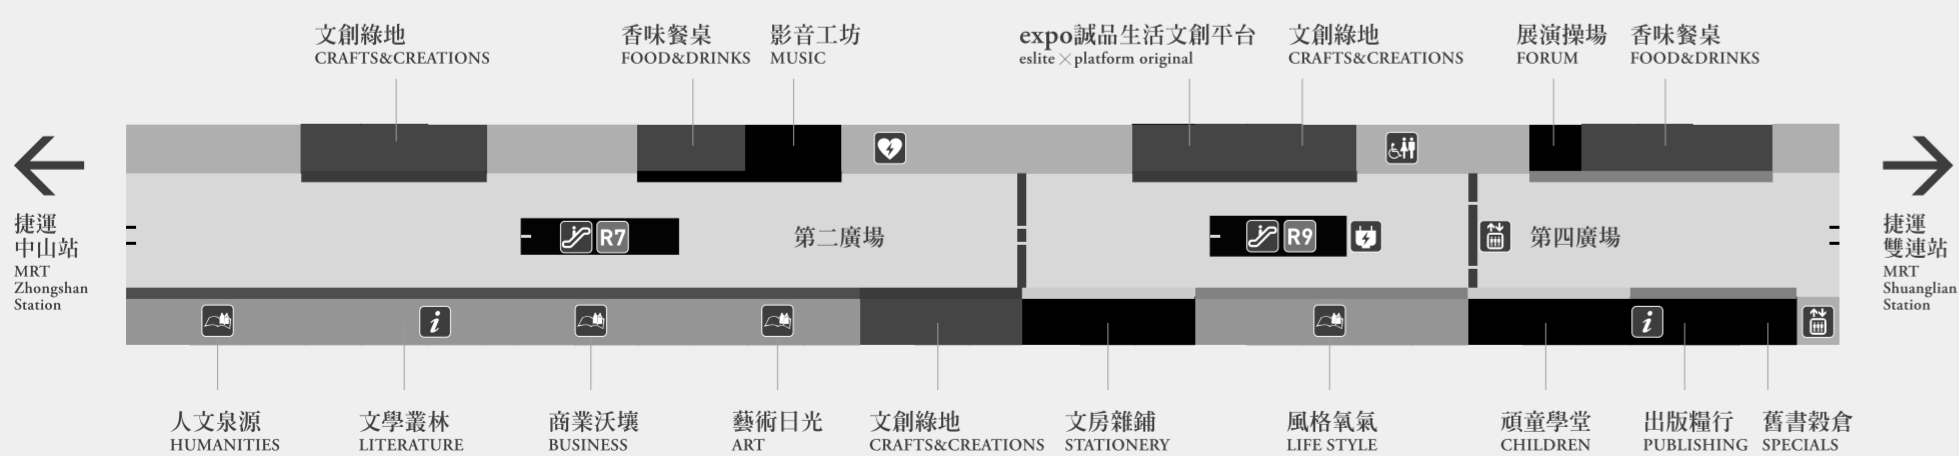 文創綠地
CRAFTS&CREATIONS
香味餐桌
FOOD&DRINKS
影音工坊
MUSIC
expo誠品生活文創平台
eslite×platform original
文創綠地
CRAFTS&CREATIONS
展演操場
FORUM
香味餐桌
FOOD&DRINKS
捷運
中山站
MRT
Zhongshan
Station
R7
第二廣場
R9
第四廣場
捷運
雙連站
MRT
Shuanglian
Station
i
i
人文泉源
HUMANITIES
文學叢林
LITERATURE
商業沃壤
BUSINESS
藝術日光
ART
文創綠地
CRAFTS&CREATIONS
文房雜鋪
STATIONERY
風格氧氣
LIFE STYLE
頑童學堂
CHILDREN
出版糧行
PUBLISHING
舊書穀倉
SPECIALS